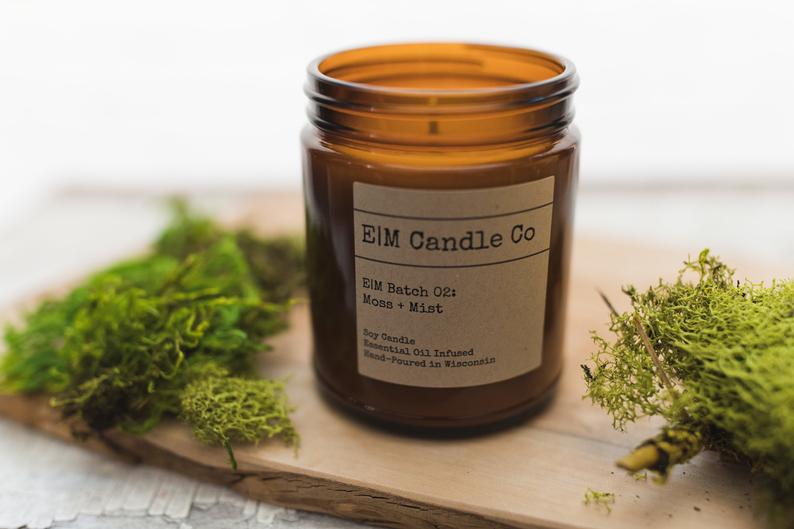 E|M Candle Co
E|M Batch 02:
Moss + Mist
Soy Candle
Essential Oil Infused
Hand-Poured in Wisconsin